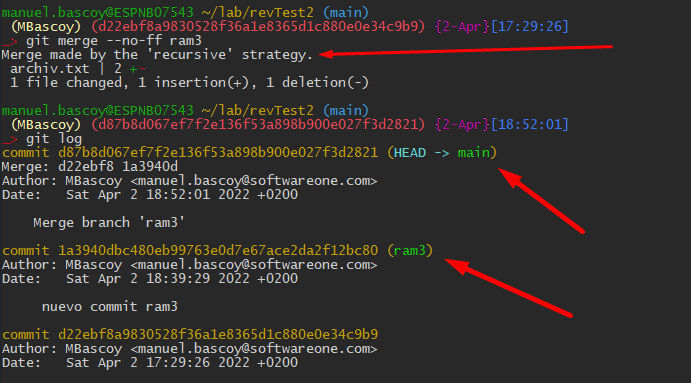 manuel.bascoy@ESPNB07543 ~/lab/revTest2 (main)
(MBascoy) (d22ebf8a9830528f36a1e8365d1c880e0e34c9b9) {2-Apr}[17:29:26]
_> git merge --no-ff ram3
Merge made by the 'recursive' strategy.
archiv.txt | 2 +-
1 file changed, 1 insertion(+), 1 deletion(-)
manuel.bascoy@ESPNB07543 ~/lab/revTest2 (main)
(MBascoy) (d87b8d067ef7f2e136f53a898b900e027f3d2821) {2-Apr}[18:52:01]
_> git log
commit d87b8d067ef7f2e136f53a898b900e027f3d2821 (HEAD -> main)
Merge: d22ebf8 1a3940d
Author: MBascoy <manuel.bascoy@softwareone.com>
Date:   Sat Apr 2 18:52:01 2022 +0200
Merge branch 'ram3'
commit 1a3940dbc480eb99763e0d7e67ace2da2f12bc80 (ram3)
Author: MBascoy <manuel.bascoy@softwareone.com>
Date:   Sat Apr 2 18:39:29 2022 +0200
nuevo commit ram3
commit d22ebf8a9830528f36a1e8365d1c880e0e34c9b9
Author: MBascoy <manuel.bascoy@softwareone.com>
Date:   Sat Apr 2 17:29:26 2022 +0200